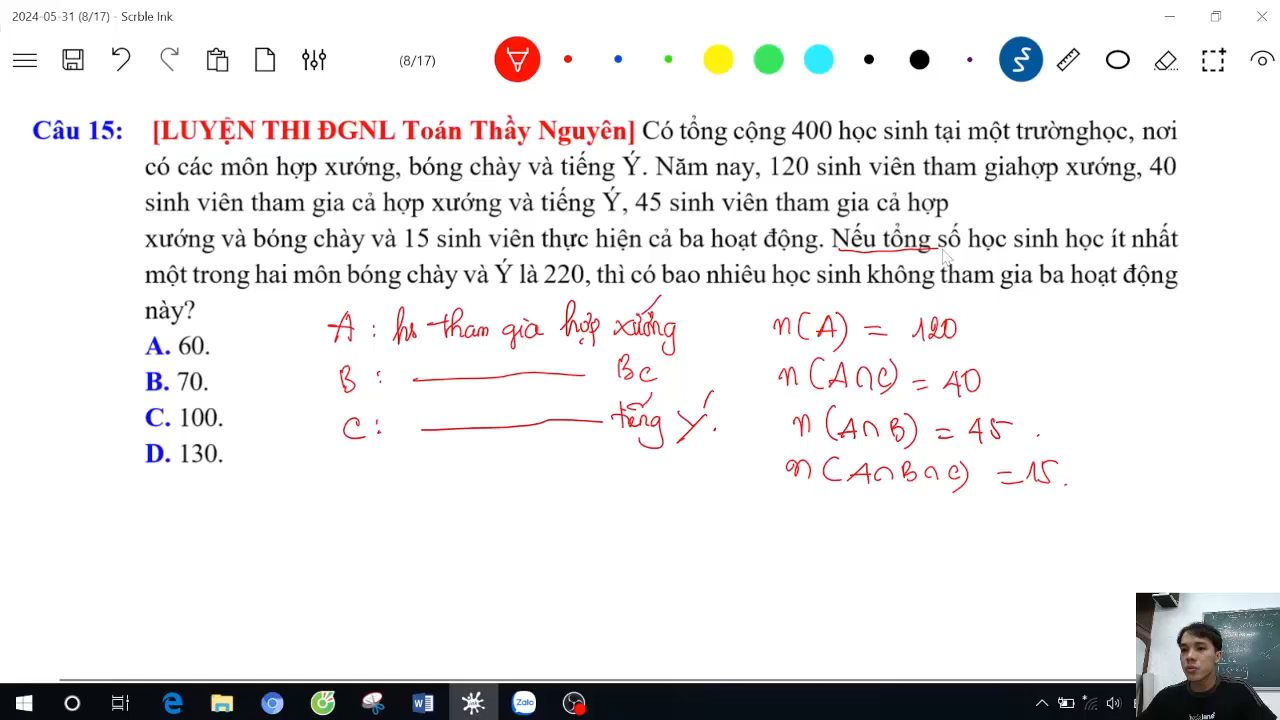 2024-05-31 (8/17) - Scrble Ink
(8/17)
Câu 15: [LUYỆN THI ĐGNL Toán Thầy Nguyên] Có tổng cộng 400 học sinh tại một trườnghọc, nơi
có các môn hợp xướng, bóng chày và tiếng Ý. Năm nay, 120 sinh viên tham giahợp xướng, 40
sinh viên tham gia cả hợp xướng và tiếng Ý, 45 sinh viên tham gia cả hợp
xướng và bóng chày và 15 sinh viên thực hiện cả ba hoạt động. Nếu tổng số học sinh học ít nhất
một trong hai môn bóng chày và Ý là 220, thì có bao nhiêu học sinh không tham gia ba hoạt động
này?
A. 60.
B. 70.
C. 100.
D. 130.
A : hs tham gia hợp xướng
B : BC
C : tiếng Ý.
n(A) = 120
n(A∩C) = 40
n(A∩B) = 45.
n(A∩B∩C) = 15.
Zalo